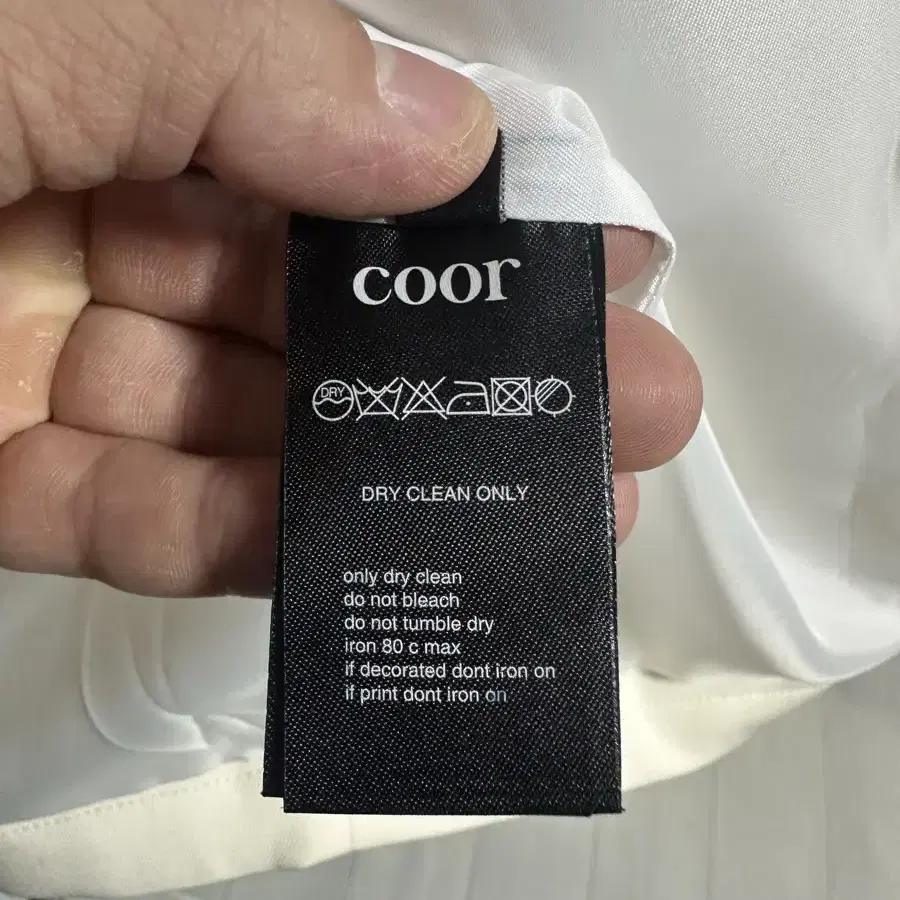 coor
DRY
DRY CLEAN ONLY
only dry clean
do not bleach
do not tumble dry
iron 80 c max
if decorated dont iron on
if print dont iron on